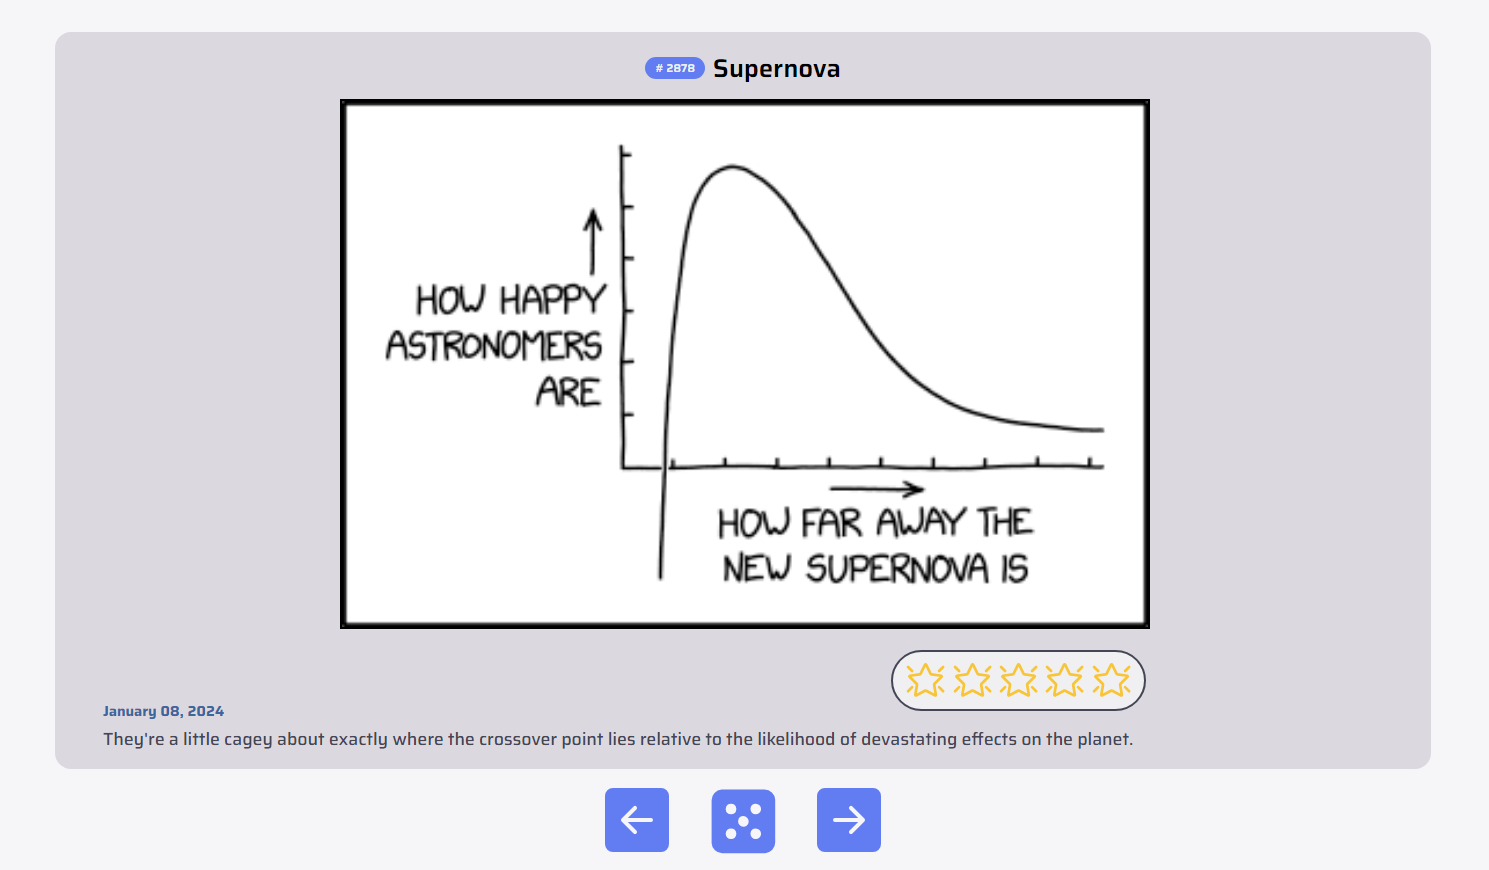 # 2878 Supernova
HOW HAPPY
ASTRONOMERS
ARE
HOW FAR AWAY THE
NEW SUPERNOVA IS
January 08, 2024
They're a little cagey about exactly where the crossover point lies relative to the likelihood of devastating effects on the planet.